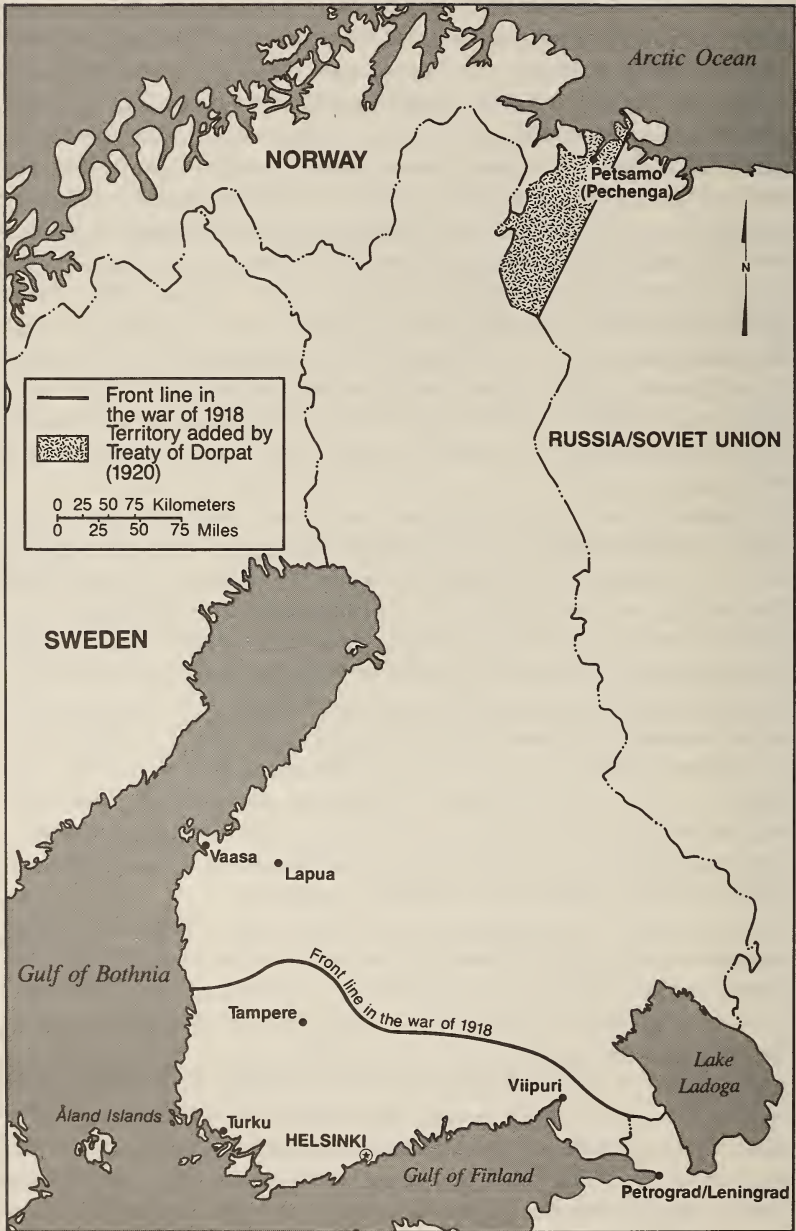 Arctic Ocean
NORWAY
Petsamo
(Pechenga)
N
Front line in
the war of 1918
Territory added by
Treaty of Dorpat
(1920)
0 25 50 75 Kilometers
0 25 50 75 Miles
RUSSIA/SOVIET UNION
SWEDEN
Vaasa
Lapua
Gulf of Bothnia
Front line in the war of 1918
Tampere
Lake
Ladoga
Viipuri
Åland Islands
Turku
HELSINKI
Gulf of Finland
Petrograd/Leningrad